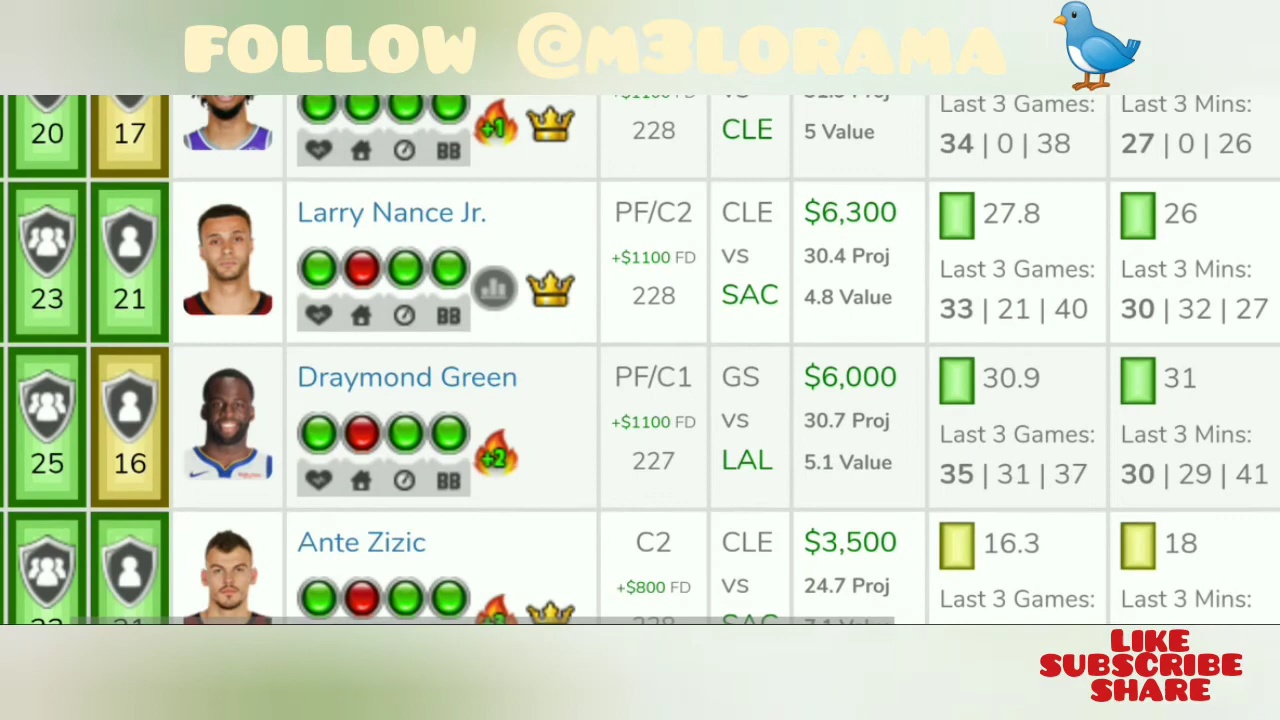 FOLLOW @M3LORAMA
20 17 +1 BB 228 CLE 5 Value Last 3 Games: 34 | 0 | 38 Last 3 Mins: 27 | 0 | 26
23 21
Larry Nance Jr.
BB
PF/C2
+$1100 FD
228
CLE
VS
SAC
$6,300
30.4 Proj
4.8 Value
27.8
Last 3 Games:
33 | 21 | 40
26
Last 3 Mins:
30 | 32 | 27
25 16
Draymond Green
+2
BB
PF/C1
+$1100 FD
227
GS
VS
LAL
$6,000
30.7 Proj
5.1 Value
30.9
Last 3 Games:
35 | 31 | 37
31
Last 3 Mins:
30 | 29 | 41
Ante Zizic
C2
+$800 FD
CLE
VS
$3,500
24.7 Proj
16.3
Last 3 Games:
18
Last 3 Mins:
LIKE
SUBSCRIBE
SHARE